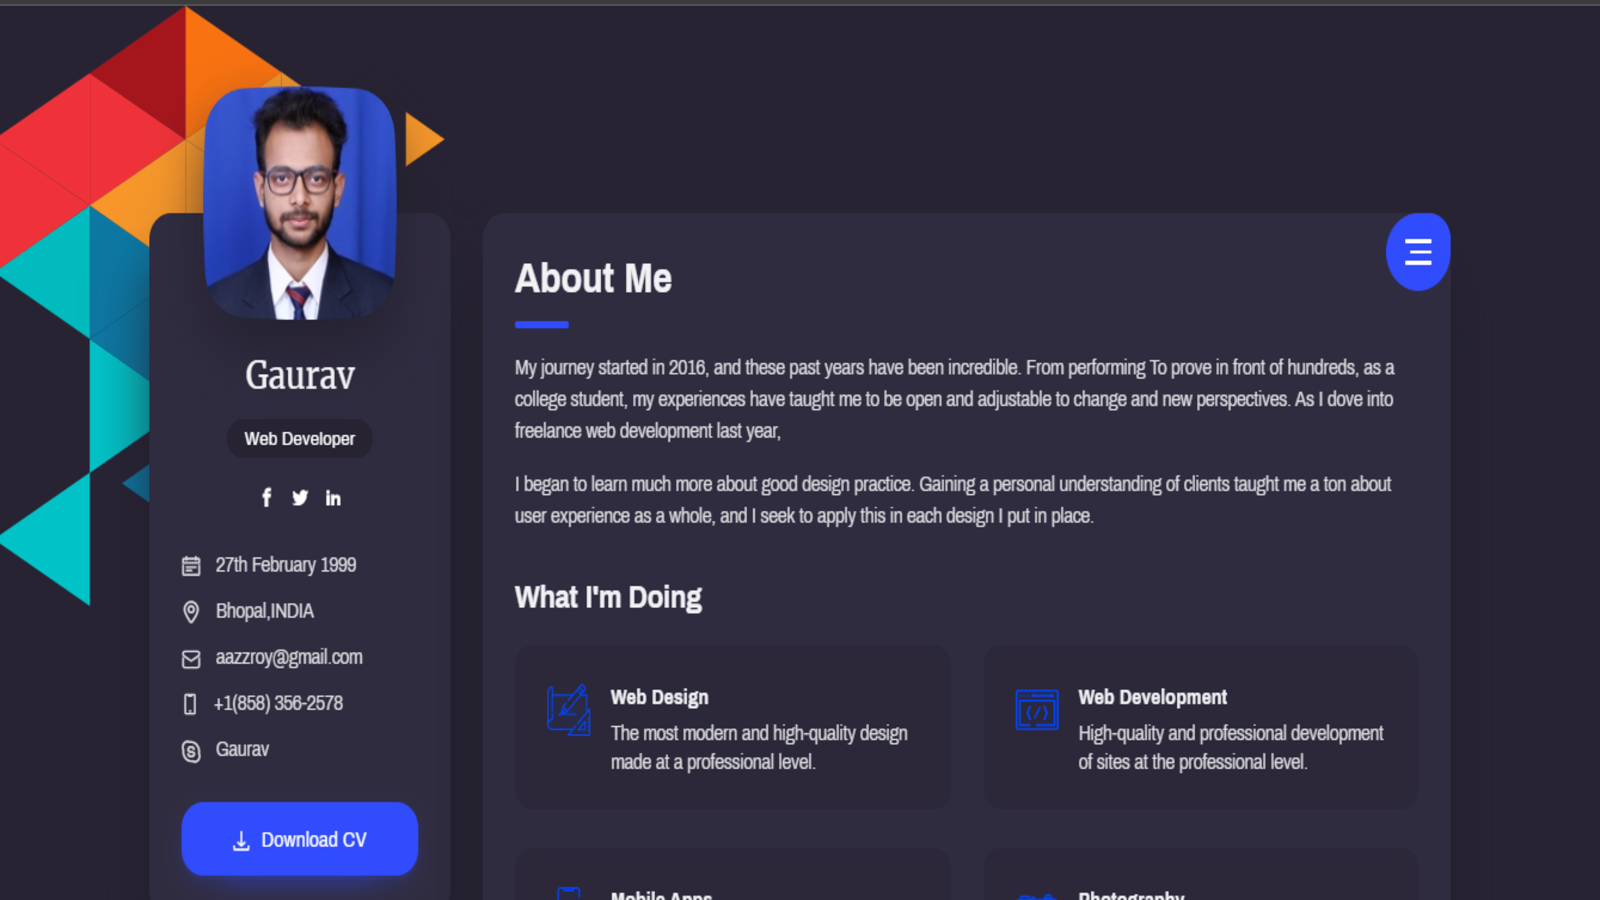 Gaurav
Web Developer
27th February 1999
Bhopal,INDIA
aazzroy@gmail.com
+1(858) 356-2578
Gaurav
Download CV
About Me
My journey started in 2016, and these past years have been incredible. From performing To prove in front of hundreds, as a
college student, my experiences have taught me to be open and adjustable to change and new perspectives. As I dove into
freelance web development last year,
I began to learn much more about good design practice. Gaining a personal understanding of clients taught me a ton about
user experience as a whole, and I seek to apply this in each design I put in place.
What I'm Doing
Web Design
The most modern and high-quality design
made at a professional level.
Web Development
High-quality and professional development
of sites at the professional level.
Mobile Apps
Photography